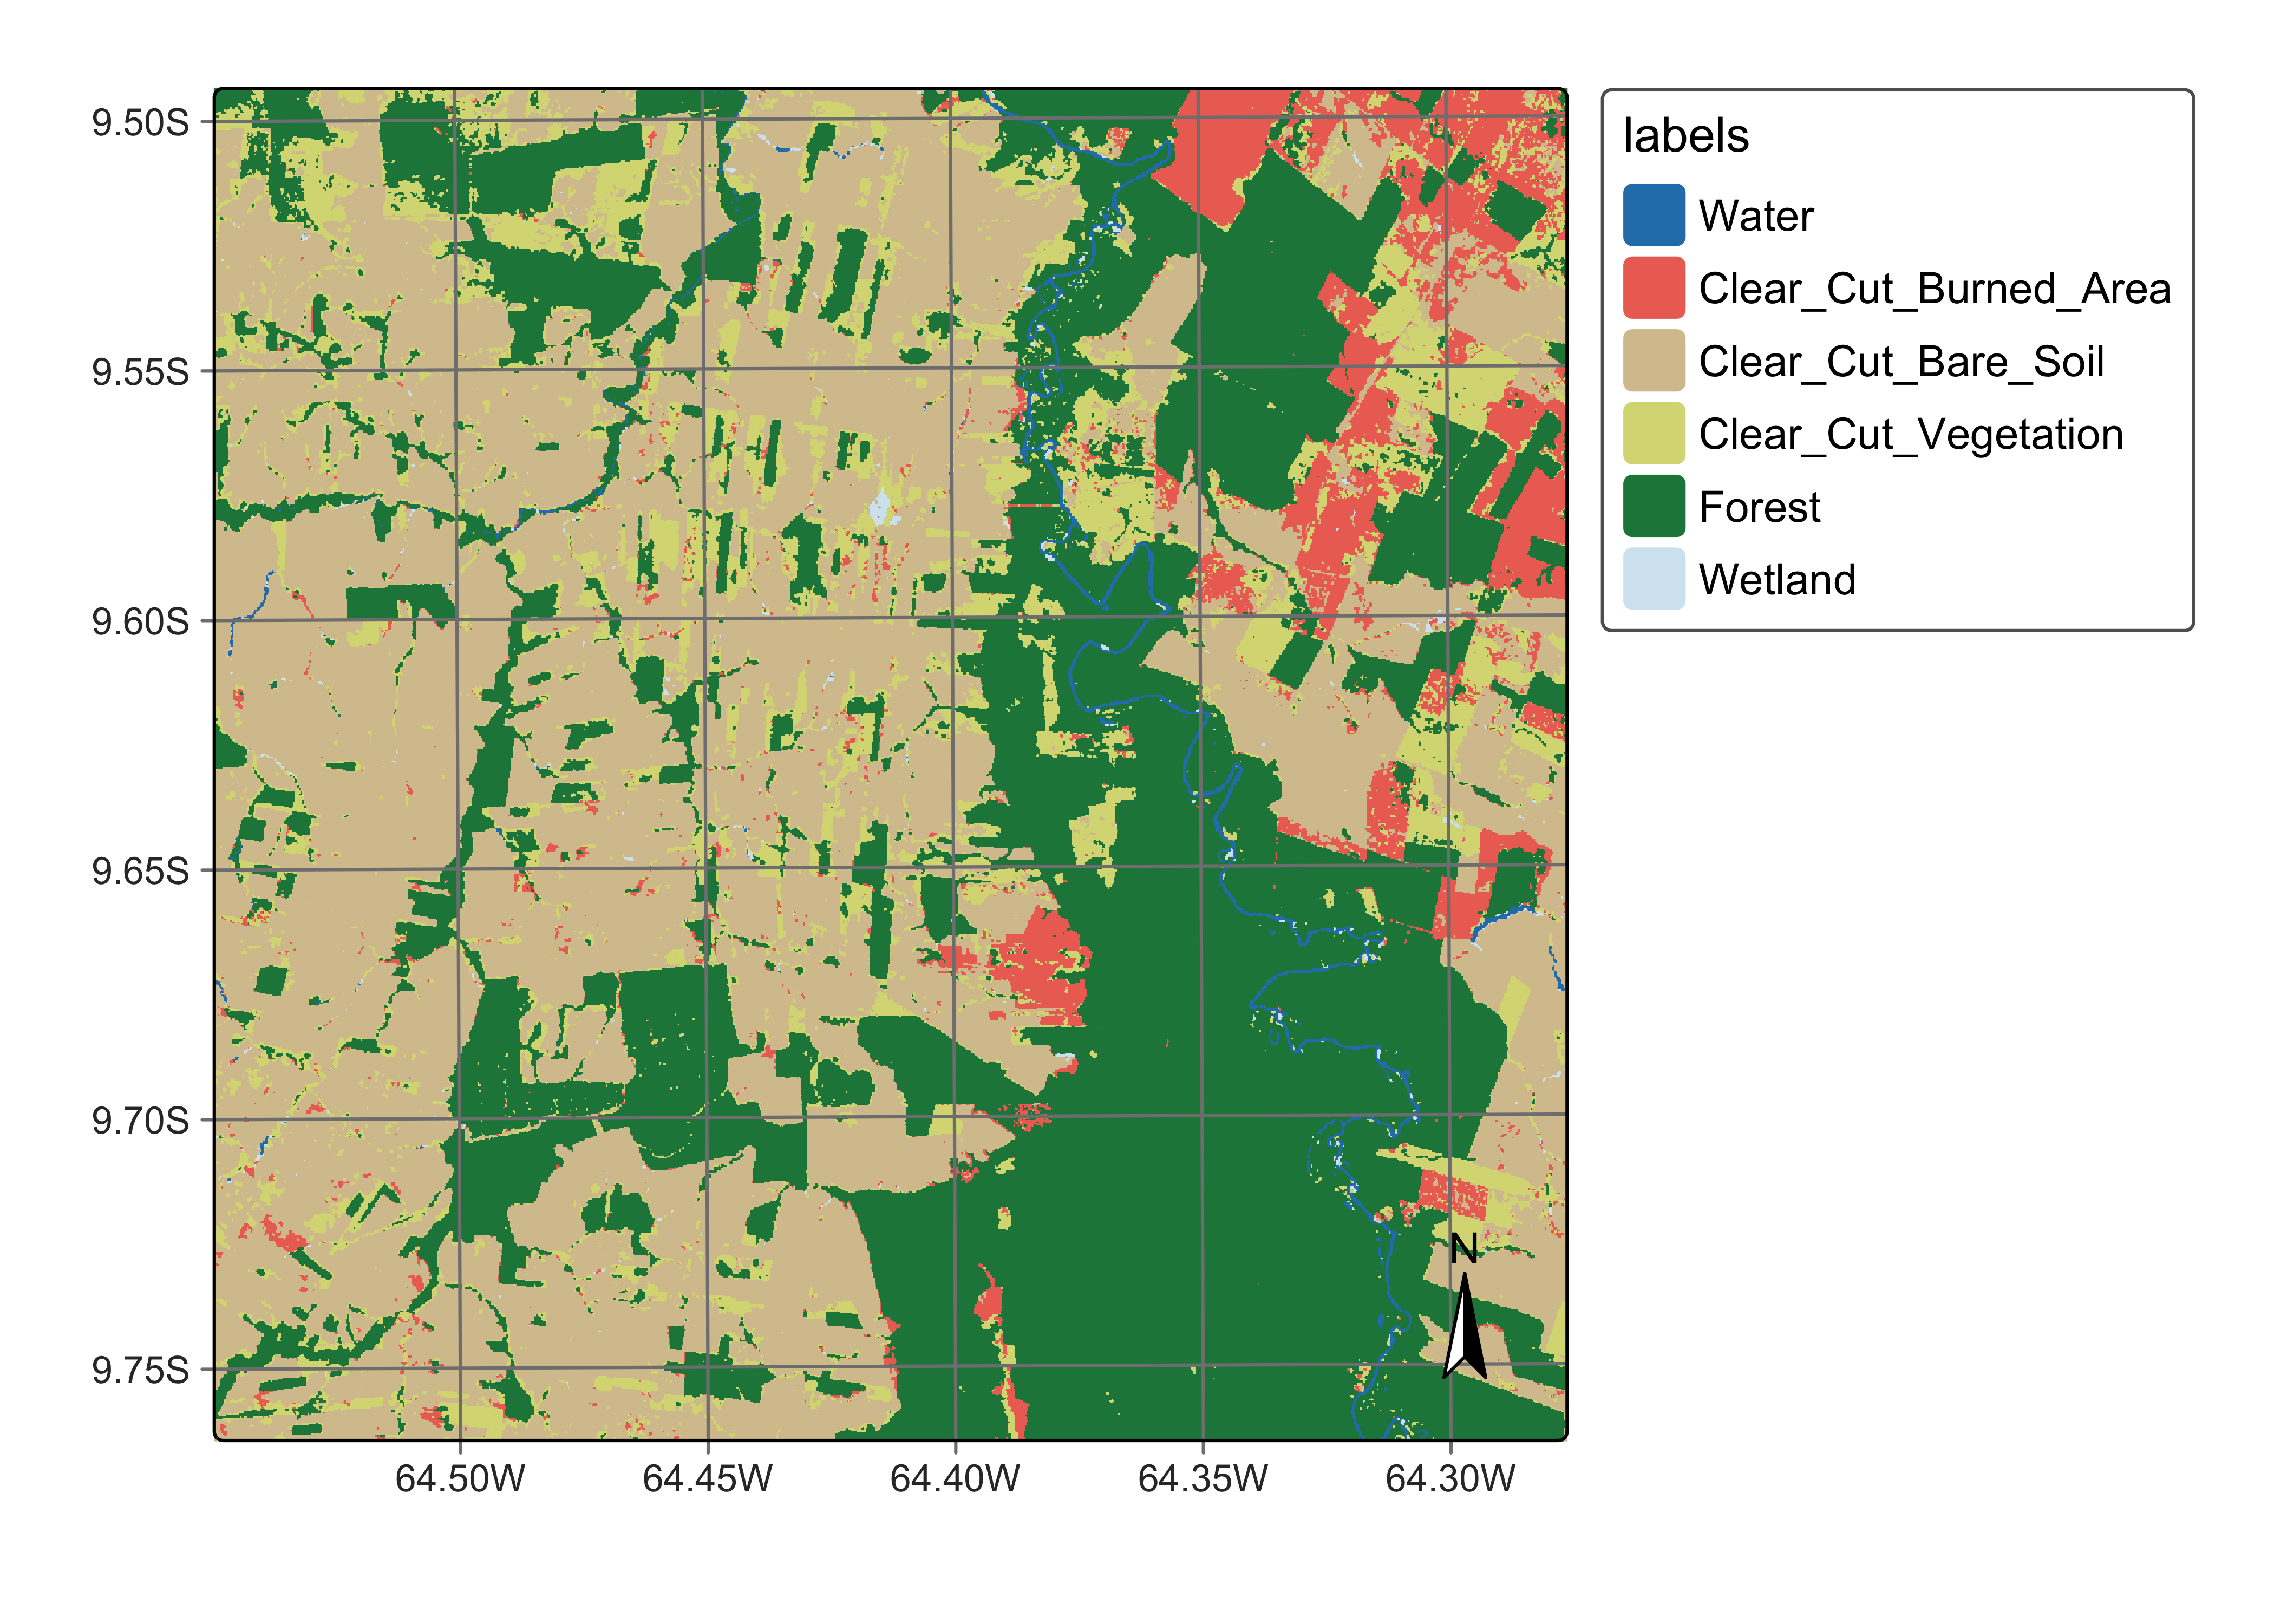 labels
Water
Clear_Cut_Burned_Area
Clear_Cut_Bare_Soil
Clear_Cut_Vegetation
Forest
Wetland
9.50S
9.55S
9.60S
9.65S
9.70S
9.75S
N
64.50W 64.45W 64.40W 64.35W 64.30W